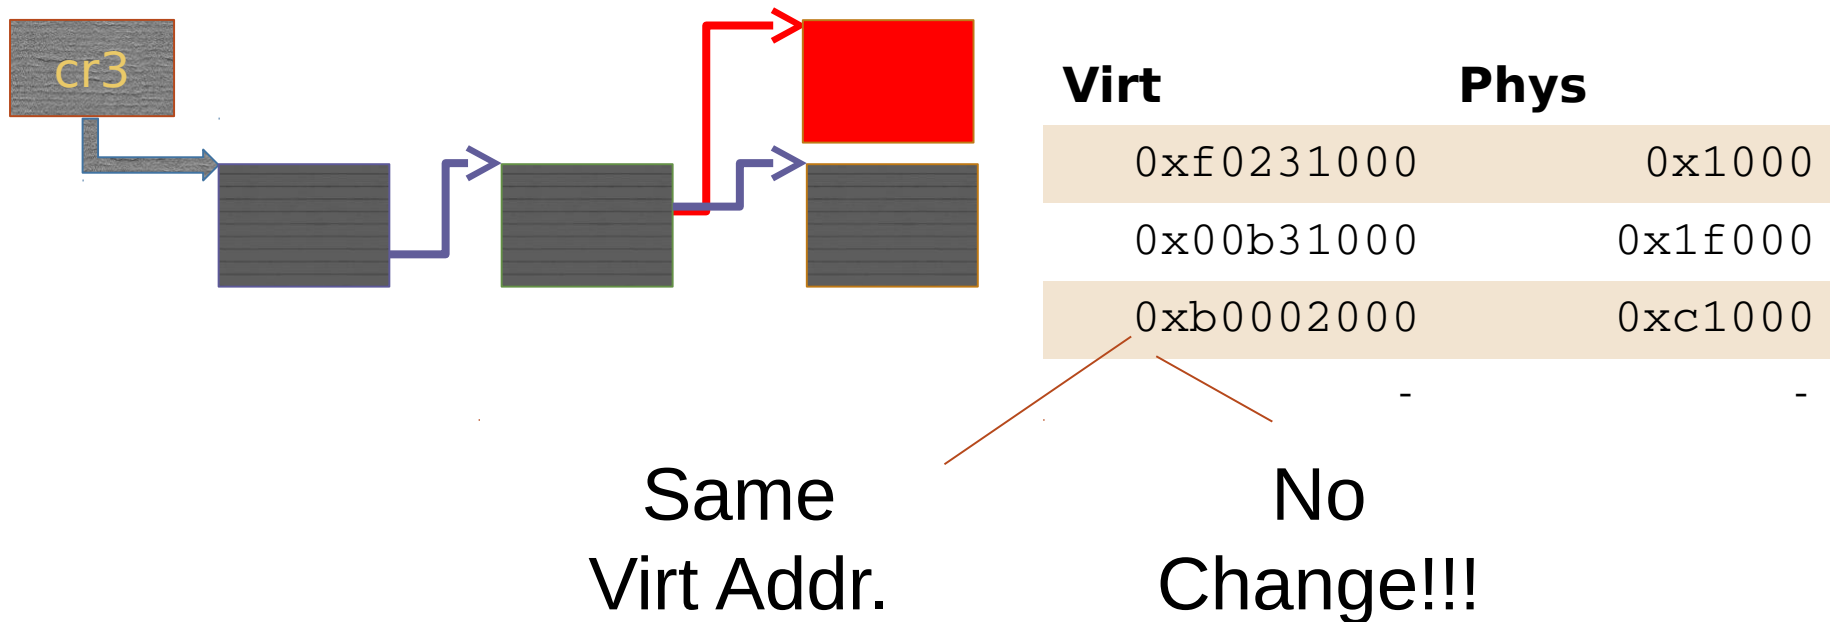 cr3
Virt Phys
0xf0231000 0x1000
0x00b31000 0x1f000
0xb0002000 0xc1000
- -
Same
Virt Addr.
No
Change!!!